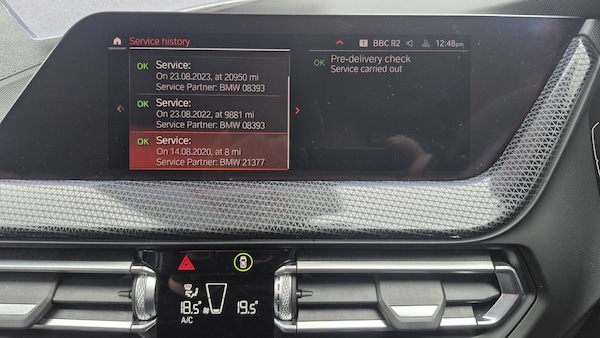 Service history
BBC R2 12:48pm
OK Service:
On 23.08.2023, at 20950 mi
Service Partner: BMW 08393
OK Service:
On 23.08.2022, at 9881 mi
Service Partner: BMW 08393
OK Service:
On 14.08.2020, at 8 mi
Service Partner: BMW 21377
OK Pre-delivery check
Service carried out
18.5° 19.5°
A/C